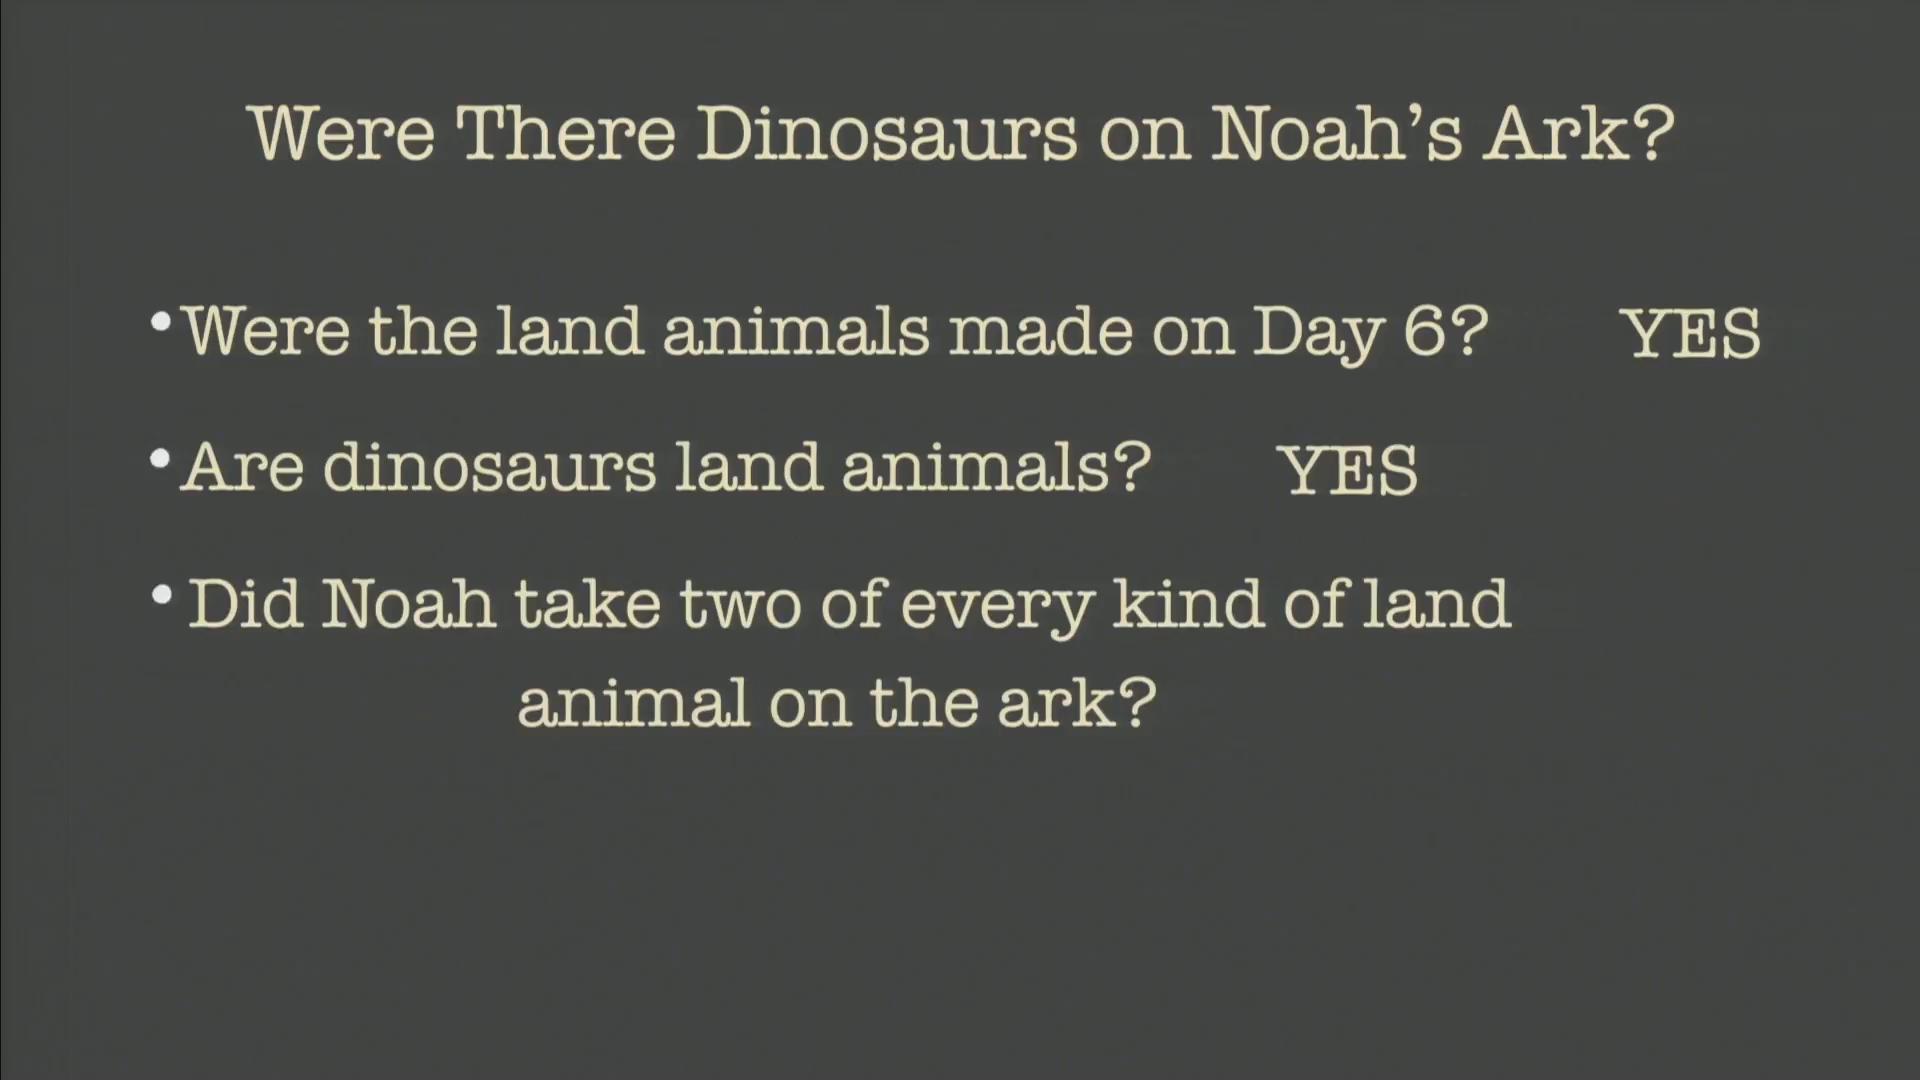 Were There Dinosaurs on Noah’s Ark?
• Were the land animals made on Day 6? YES
• Are dinosaurs land animals? YES
• Did Noah take two of every kind of land
animal on the ark?